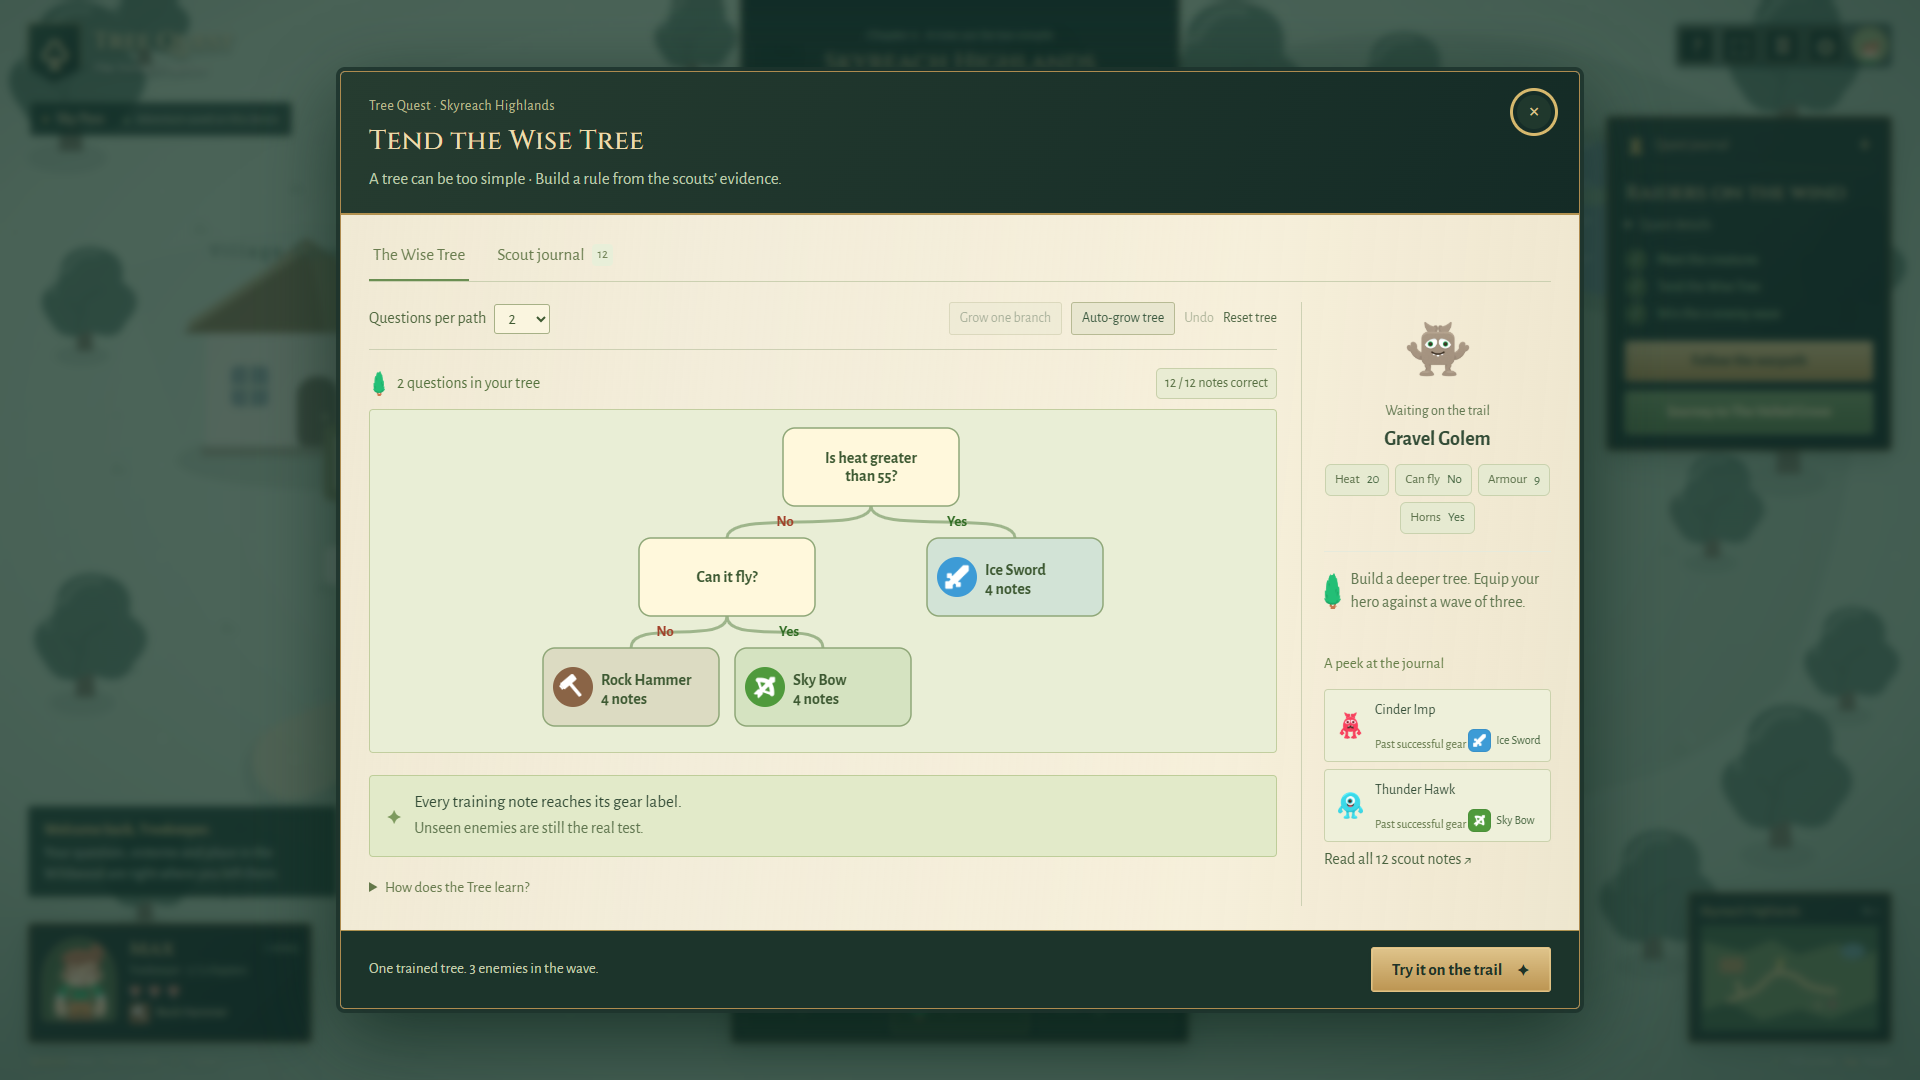 Tree Quest · Skyreach Highlands
Tend the Wise Tree
A tree can be too simple · Build a rule from the scouts’ evidence.
×
The Wise Tree
Scout journal 12
Questions per path 2
Grow one branch
Auto-grow tree
Undo
Reset tree
2 questions in your tree
12 / 12 notes correct
Is heat greater
than 55?
No
Yes
Can it fly?
Ice Sword
4 notes
No
Yes
Rock Hammer
4 notes
Sky Bow
4 notes
Every training note reaches its gear label.
Unseen enemies are still the real test.
How does the Tree learn?
Waiting on the trail
Gravel Golem
Heat 20
Can fly No
Armour 9
Horns Yes
Build a deeper tree. Equip your
hero against a wave of three.
A peek at the journal
Cinder Imp
Past successful gear Ice Sword
Thunder Hawk
Past successful gear Sky Bow
Read all 12 scout notes ↗
One trained tree. 3 enemies in the wave.
Try it on the trail